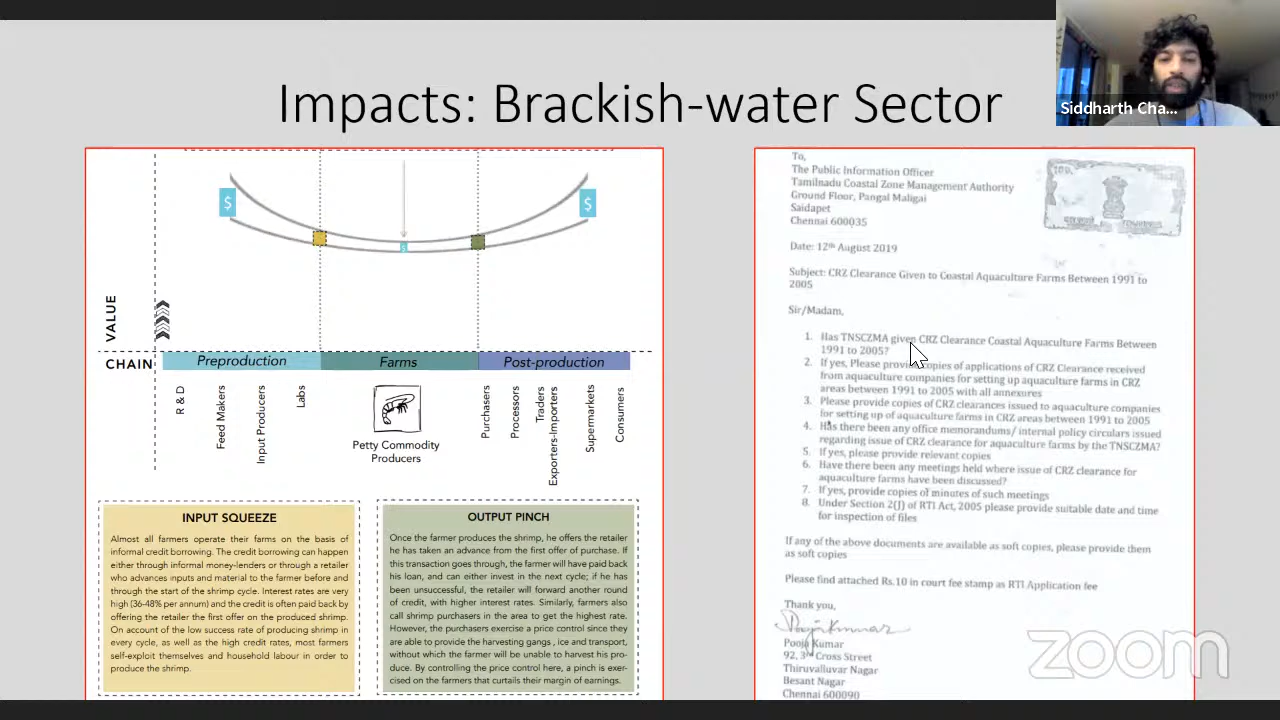 Impacts: Brackish-water Sector
Siddharth Cha...
$
$
$
VALUE
CHAIN
Preproduction
Farms
Post-production
R & D
Feed Makers
Input Producers
Labs
Petty Commodity
Producers
Purchasers
Processors
Traders
Exporters-Importers
Supermarkets
Consumers
INPUT SQUEEZE
Almost all farmers operate their farms on the basis of
informal credit borrowing. The credit borrowing can happen
either through informal money-lenders or through a retailer
who advances inputs and material to the farmer before and
through the start of the shrimp cycle. Interest rates are very
high (36-48% per annum) and the credit is often paid back by
offering the retailer the first offer on the produced shrimp.
On account of the low success rate of producing shrimp in
every cycle, as well as the high credit rates, most farmers
self-exploit themselves and household labour in order to
produce the shrimp.
OUTPUT PINCH
Once the farmer produces the shrimp, he offers the retailer
he has taken an advance from the first offer of purchase. If
this transaction goes through, the farmer will have paid back
his loan, and can either invest in the next cycle; if he has
been unsuccessful, the retailer will forward another round
of credit, with higher interest rates. Similarly, farmers also
call shrimp purchasers in the area to get the highest rate.
However, the purchasers exercise a price control since they
are able to provide the harvesting gangs , ice and transport,
without which the farmer will be unable to harvest his pro-
duce. By controlling the price control here, a pinch is exer-
cised on the farmers that curtails their margin of earnings.
To,
The Public Information Officer
Tamilnadu Coastal Zone Management Authority
Ground Floor, Pangal Maligai
Saidapet
Chennai 600035
Date: 12th August 2019
Subject: CRZ Clearance Given to Coastal Aquaculture Farms Between 1991 to
2005
Sir/Madam,
1. Has TNSCZMA given CRZ Clearance Coastal Aquaculture Farms Between
1991 to 2005?
2. If yes, Please provide copies of applications of CRZ Clearance received
from aquaculture companies for setting up aquaculture farms in CRZ
areas between 1991 to 2005 with all annexures
3. Please provide copies of CRZ clearances issued to aquaculture companies
for setting up of aquaculture farms in CRZ areas between 1991 to 2005
4. Has there been any office memorandums/ internal policy circulars issued
regarding issue of CRZ clearance for aquaculture farms by the TNSCZMA?
5. If yes, please provide relevant copies
6. Have there been any meetings held where issue of CRZ clearance for
aquaculture farms have been discussed?
7. If yes, provide copies of minutes of such meetings
8. Under Section 2(J) of RTI Act, 2005 please provide suitable date and time
for inspection of files
If any of the above documents are available as soft copies, please provide them
as soft copies
Please find attached Rs.10 in court fee stamp as RTI Application fee
Thank you,
Pooja Kumar
Pooja Kumar
92, 3rd Cross Street
Thiruvalluvar Nagar
Besant Nagar
Chennai 600090
zoom